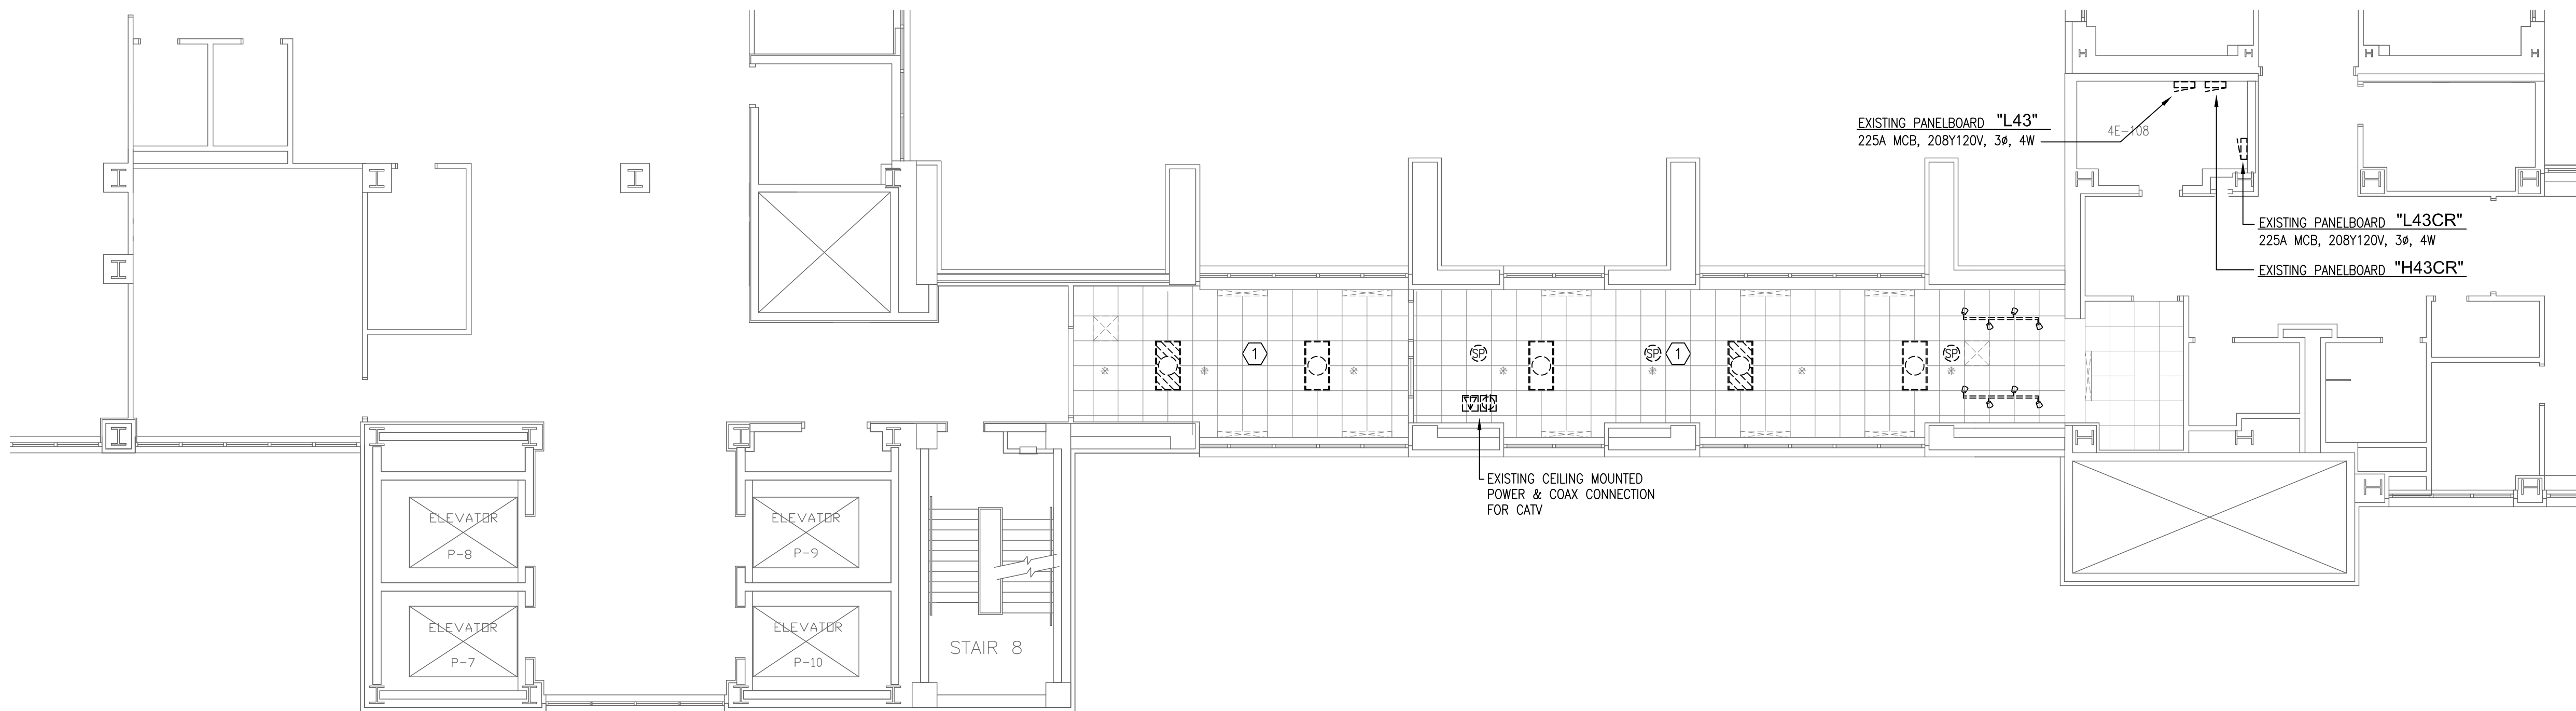 EXISTING PANELBOARD "L43"
225A MCB, 208Y120V, 3ø, 4W
4E-108
EXISTING PANELBOARD "L43CR"
225A MCB, 208Y120V, 3ø, 4W
EXISTING PANELBOARD "H43CR"
1
SP
SP
1
SP
EXISTING CEILING MOUNTED
POWER & COAX CONNECTION
FOR CATV
ELEVATOR
P-8
ELEVATOR
P-9
ELEVATOR
P-7
ELEVATOR
P-10
STAIR 8